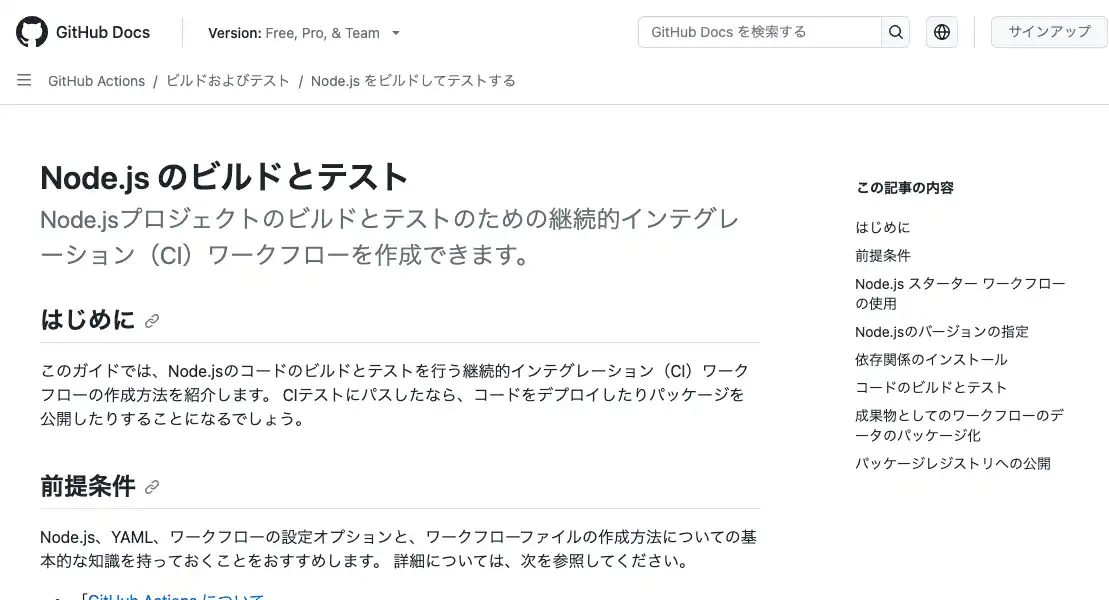 GitHub Docs
Version: Free, Pro, & Team
GitHub Docs を検索する
サインアップ
GitHub Actions / ビルドおよびテスト / Node.js をビルドしてテストする
Node.js のビルドとテスト
Node.jsプロジェクトのビルドとテストのための継続的インテグレ
ーション（CI）ワークフローを作成できます。
はじめに
このガイドでは、Node.jsのコードのビルドとテストを行う継続的インテグレーション（CI）ワーク
フローの作成方法を紹介します。 CIテストにパスしたなら、コードをデプロイしたりパッケージを
公開したりすることになるでしょう。
前提条件
Node.js、YAML、ワークフローの設定オプションと、ワークフローファイルの作成方法についての基
本的な知識を持っておくことをおすすめします。 詳細については、次を参照してください。
「GitHub Actions について
この記事の内容
はじめに
前提条件
Node.js スターター ワークフロー
の使用
Node.jsのバージョンの指定
依存関係のインストール
コードのビルドとテスト
成果物としてのワークフローのデ
ータのパッケージ化
パッケージレジストリへの公開